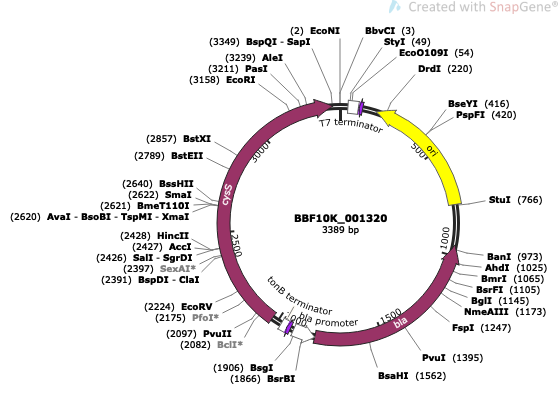 Created with SnapGene®
(2) EcoNI
BbvCI (3)
StyI (49)
EcoO109I (54)
DrdI (220)
BseYI (416)
PspFI (420)
StuI (766)
BanI (973)
AhdI (1025)
BmrI (1065)
BsrFI (1105)
BglI (1145)
NmeAIII (1173)
FspI (1247)
PvuI (1395)
BsaHI (1562)
(3349) BspQI - SapI
(3239) AleI
(3211) PasI
(3158) EcoRI
(2857) BstXI
(2789) BstEII
(2640) BssHII
(2622) SmaI
(2621) BmeT110I
(2620) AvaI - BsoBI - TspMI - XmaI
(2428) HincII
(2427) AccI
(2426) SalI - SgrDI
(2397) SexAI*
(2391) BspDI - ClaI
(2224) EcoRV
(2175) PfoI*
(2097) PvuII
(2082) BclI*
(1906) BsgI
(1866) BsrBI
T7 terminator
ori
500
1000
1500
2000
2500
3000
cysS
bla
tonB terminator
bla promoter
BBF10K_001320
3389 bp